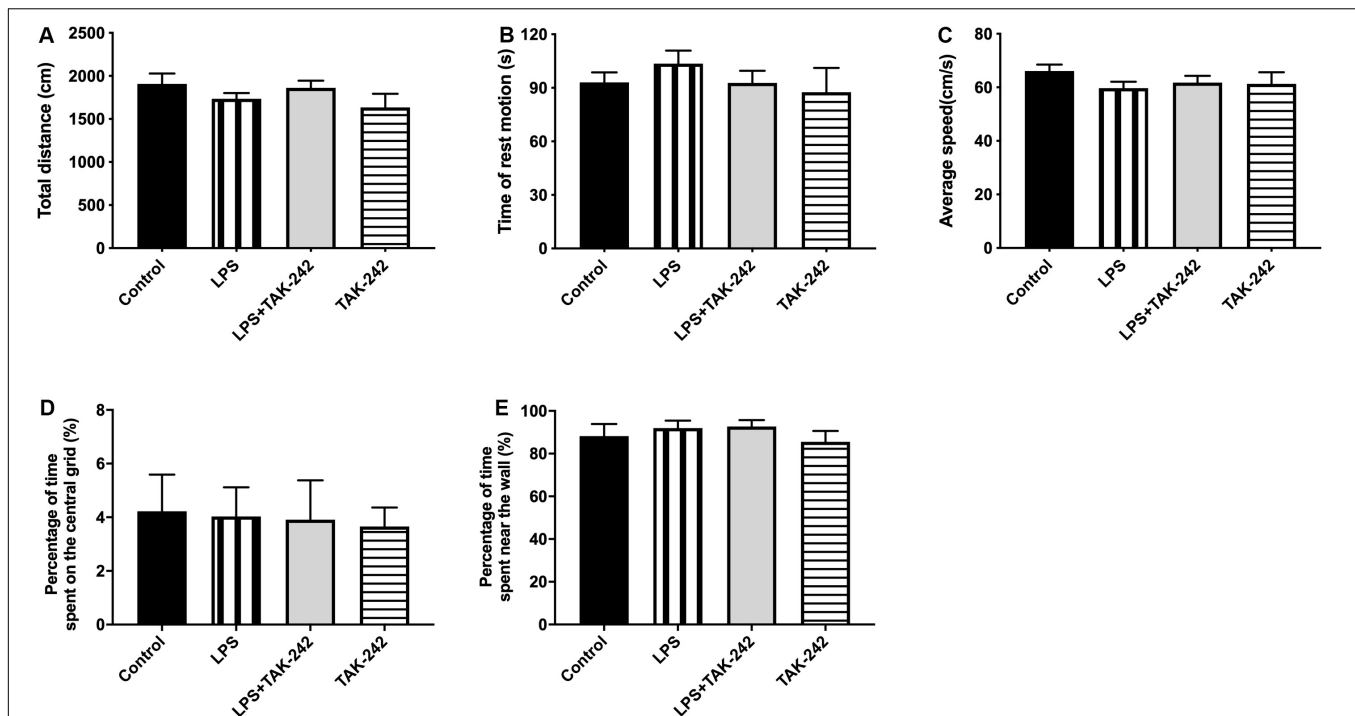 A
Total distance (cm)
2500
2000
1500
1000
500
0
Control
LPS
LPS+TAK-242
TAK-242
B
Time of rest motion (s)
120
90
60
30
0
Control
LPS
LPS+TAK-242
TAK-242
C
Average speed(cm/s)
80
60
40
20
0
Control
LPS
LPS+TAK-242
TAK-242
D
Percentage of time
spent on the central grid (%)
8
6
4
2
0
Control
LPS
LPS+TAK-242
TAK-242
E
Percentage of time
spent near the wall (%)
100
80
60
40
20
0
Control
LPS
LPS+TAK-242
TAK-242